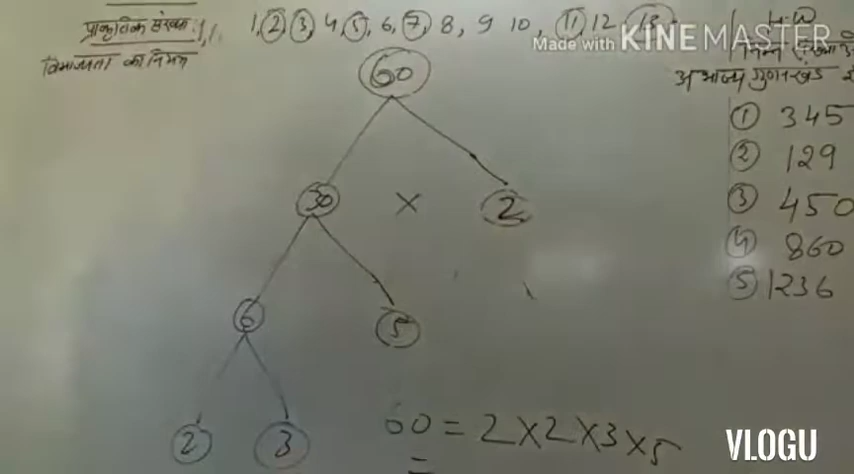 प्राकृतिक संख्या :- 1, 2, 3, 4, 5, 6, 7, 8, 9 10, 11, 12 13
Made with KINEMASTER
H.W
विभाज्यता का नियम
अभाज्य गुणनखंड
60
① 345
② 129
30 × 2
③ 450
④ 860
⑤ 1236
6 5
2 3
60 = 2×2×3×5
VLOGU